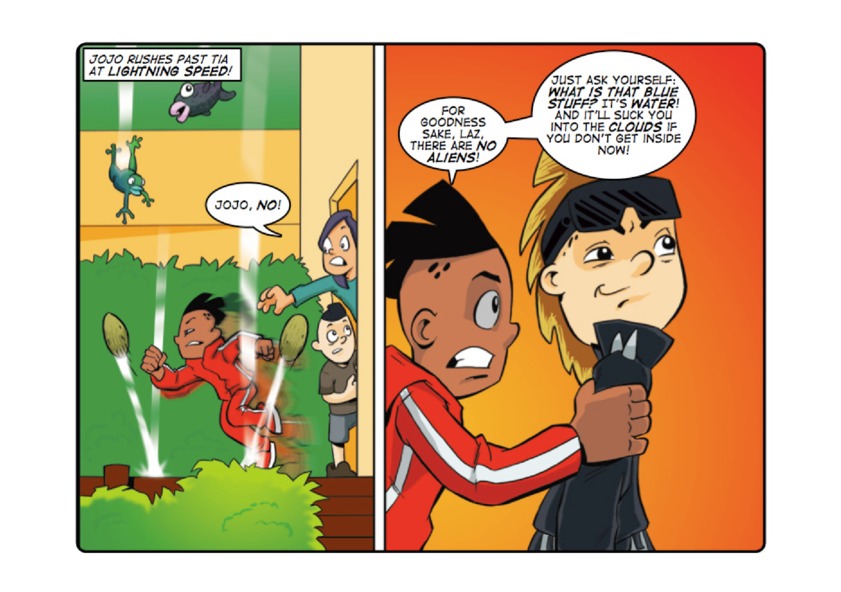 JOJO RUSHES PAST TIA
AT LIGHTNING SPEED!
JOJO, NO!
FOR
GOODNESS
SAKE, LAZ,
THERE ARE NO
ALIENS!
JUST ASK YOURSELF:
WHAT IS THAT BLUE
STUFF? IT'S WATER!
AND IT'LL SUCK YOU
INTO THE CLOUDS IF
YOU DON'T GET INSIDE
NOW!